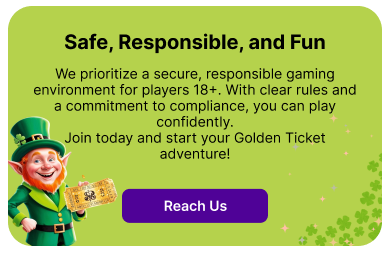 Safe, Responsible, and Fun
We prioritize a secure, responsible gaming
environment for players 18+. With clear rules and
a commitment to compliance, you can play
confidently.
Join today and start your Golden Ticket
adventure!
Reach Us